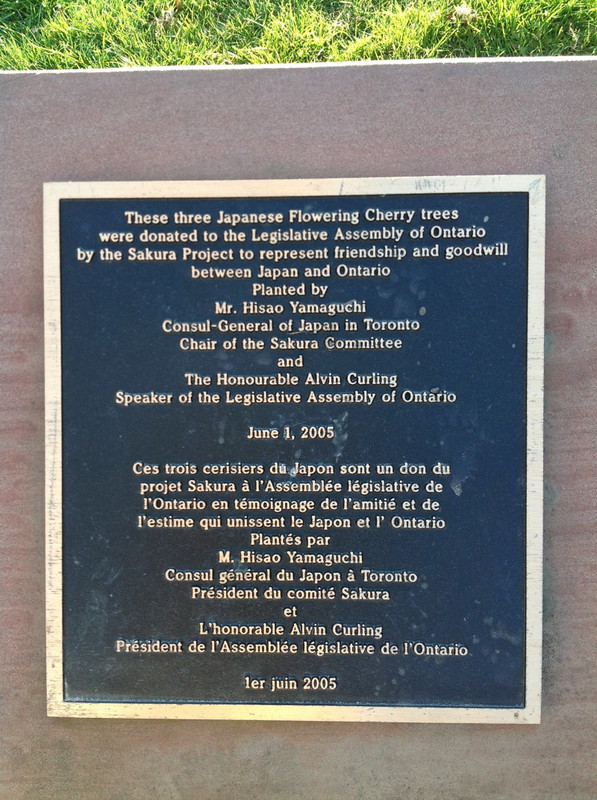 These three Japanese Flowering Cherry trees
were donated to the Legislative Assembly of Ontario
by the Sakura Project to represent friendship and goodwill
between Japan and Ontario
Planted by
Mr. Hisao Yamaguchi
Consul-General of Japan in Toronto
Chair of the Sakura Committee
and
The Honourable Alvin Curling
Speaker of the Legislative Assembly of Ontario
June 1, 2005
Ces trois cerisiers du Japon sont un don du
projet Sakura à l'Assemblée législative de
l'Ontario en témoignage de l'amitié et de
l'estime qui unissent le Japon et l' Ontario
Plantés par
M. Hisao Yamaguchi
Consul général du Japon à Toronto
Président du comité Sakura
et
L'honorable Alvin Curling
Président de l'Assemblée législative de l'Ontario
1er juin 2005